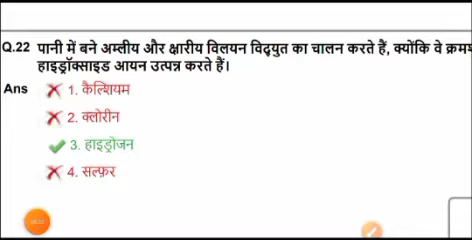 Q.22 पानी में बने अम्लीय और क्षारीय विलयन विद्युत का चालन करते हैं, क्योंकि वे
हाइड्रॉक्साइड आयन उत्पन्न करते हैं।
Ans 1. कैल्शियम
2. क्लोरीन
3. हाइड्रोजन
4. सल्फ़र